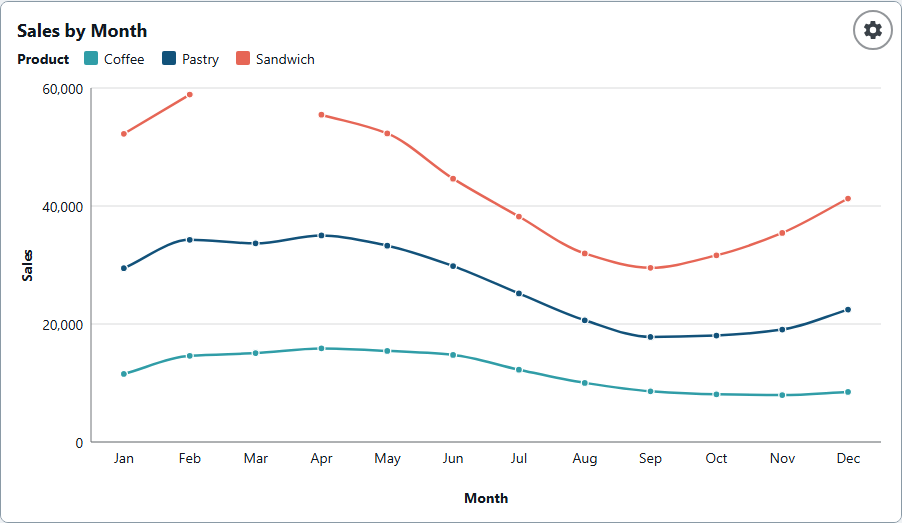 Sales by Month
Product Coffee Pastry Sandwich
60,000
40,000
20,000
0
Sales
Jan Feb Mar Apr May Jun Jul Aug Sep Oct Nov Dec
Month